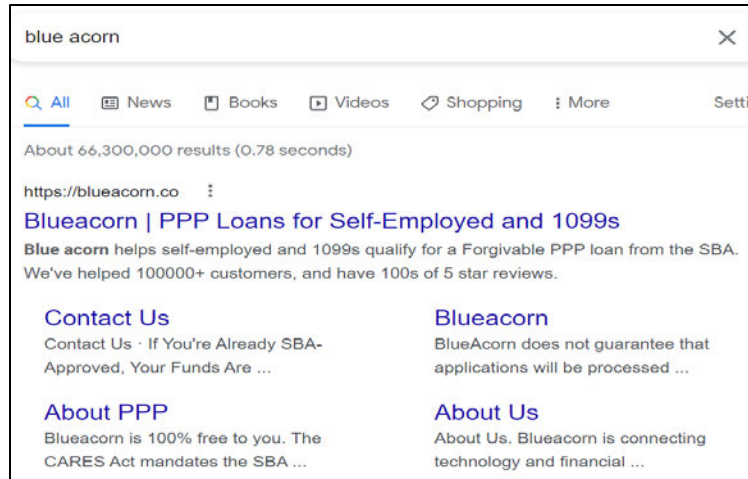 blue acorn
All News Books Videos Shopping More Setti
About 66,300,000 results (0.78 seconds)
https://blueacorn.co
Blueacorn | PPP Loans for Self-Employed and 1099s
Blue acorn helps self-employed and 1099s qualify for a Forgivable PPP loan from the SBA.
We've helped 100000+ customers, and have 100s of 5 star reviews.
Contact Us
Contact Us · If You're Already SBA-
Approved, Your Funds Are ...
Blueacorn
BlueAcorn does not guarantee that
applications will be processed ...
About PPP
Blueacorn is 100% free to you. The
CARES Act mandates the SBA ...
About Us
About Us. Blueacorn is connecting
technology and financial ...